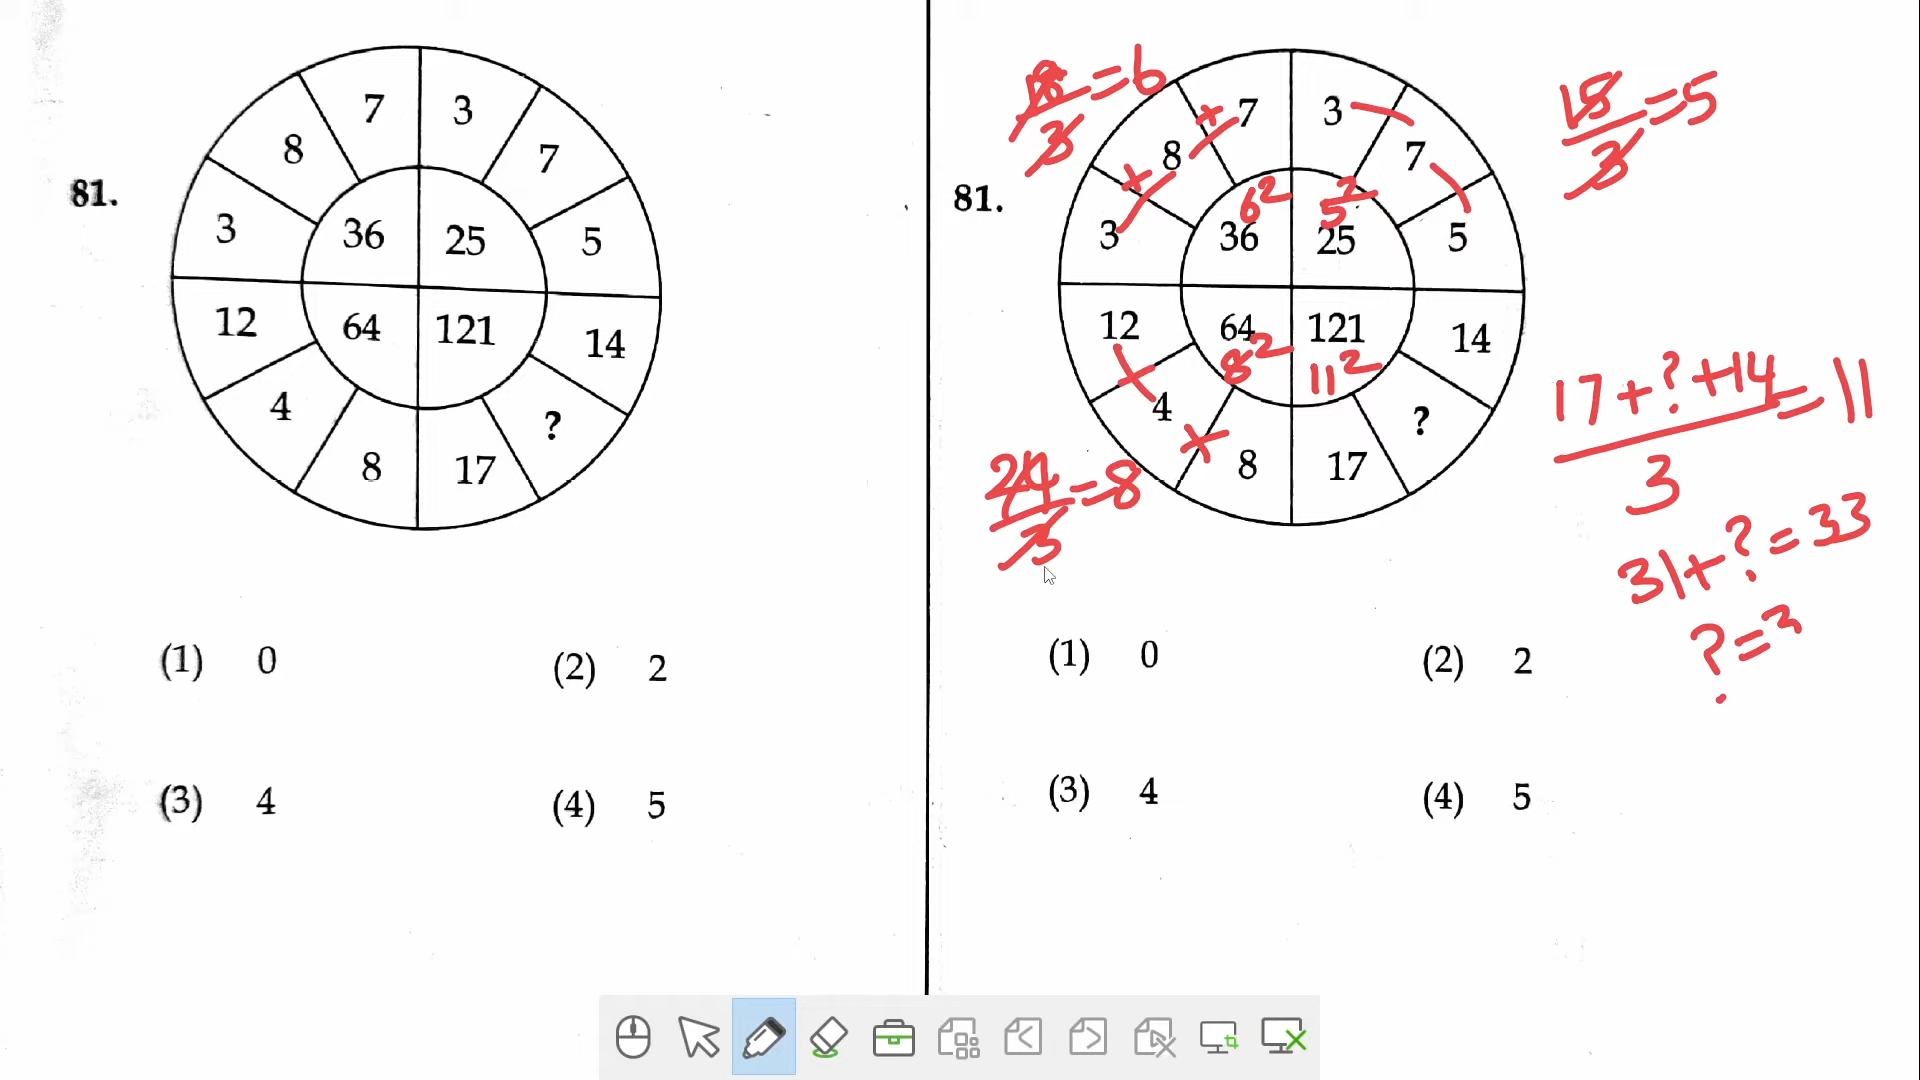 81.
7 3
8 7
3 36 25 5
12 64 121 14
4 ?
8 17
(1) 0 (2) 2
(3) 4 (4) 5
18/3 = 6
15/3 = 5
81.
+ 7 3
8 7
+ 6² 5²
3 36 25 5
12 64 121 14
8² 11²
4 ?
+ 8 17
24/3 = 8
17 + ? + 14 / 3 = 11
31 + ? = 33
? =
(1) 0 (2) 2
(3) 4 (4) 5